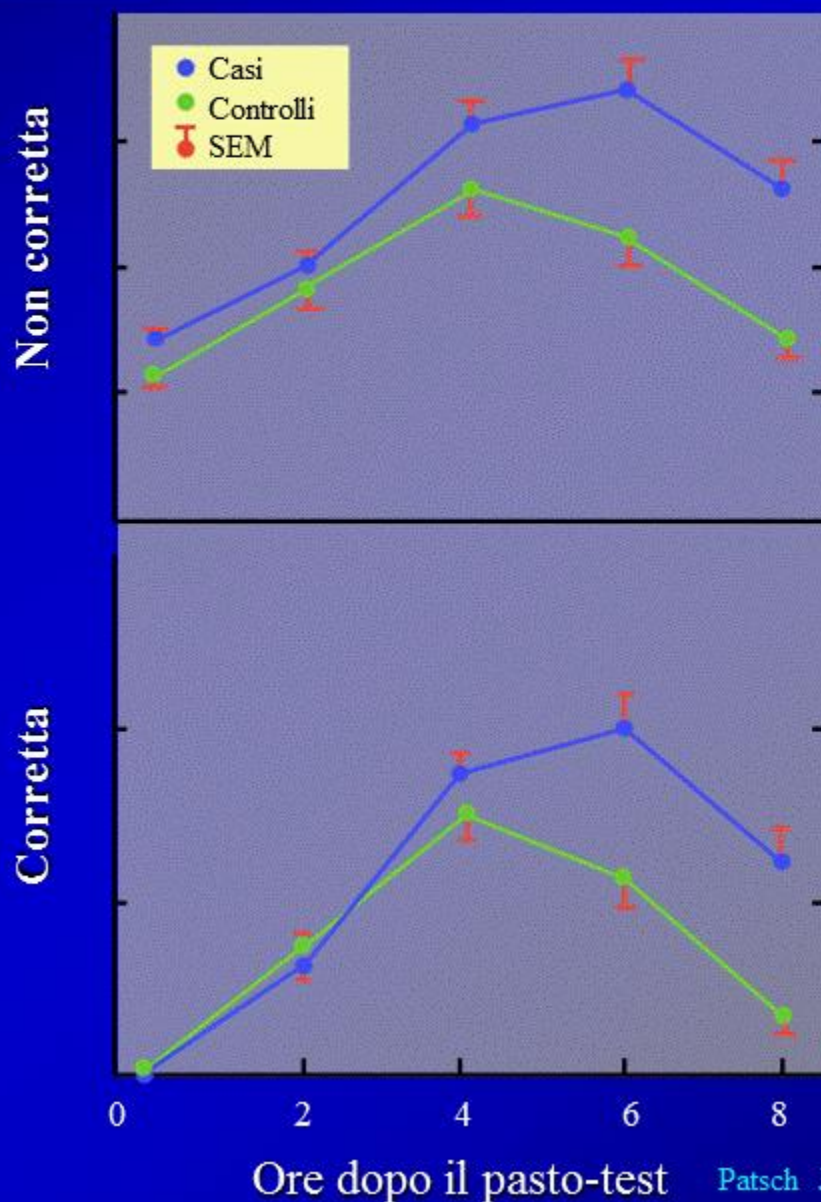 Non corretta
Casi
Controlli
SEM
Corretta
0 2 4 6 8
Ore dopo il pasto-test
Patsch